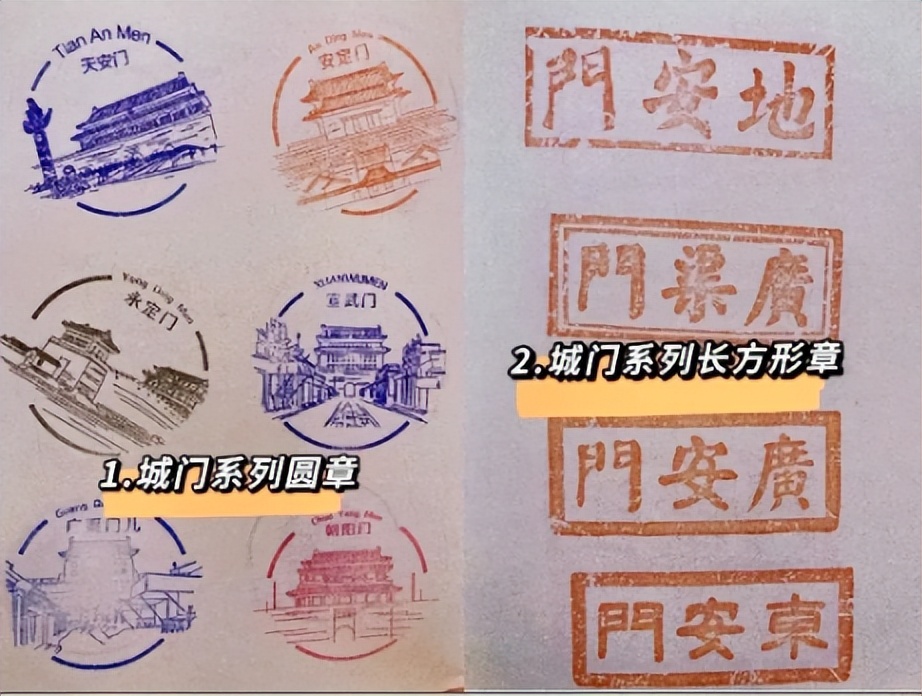 Tian An Men
天安门
An Ding Men
安定门
Yong Ding Men
永定门
XUANWUMEN
宣武门
1.城门系列圆章
Guang
Chao Yang Men
朝阳门
地安門
廣渠門
2.城门系列长方形章
廣安門
東安門